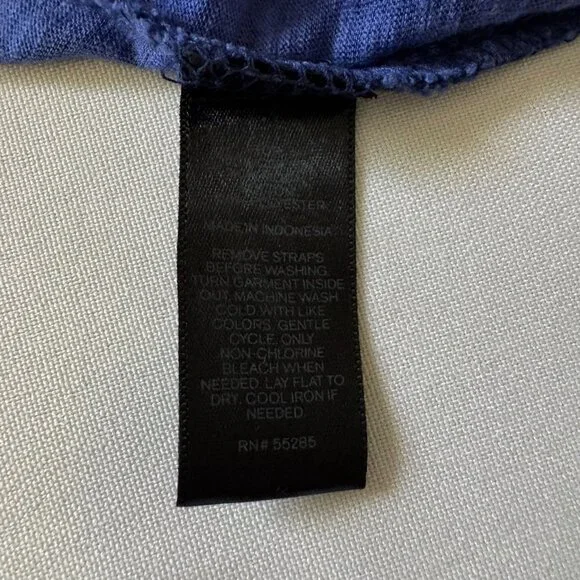 POLYESTER
MADE IN INDONESIA
REMOVE STRAPS
BEFORE WASHING.
TURN GARMENT INSIDE
OUT. MACHINE WASH
COLD WITH LIKE
COLORS. GENTLE
CYCLE. ONLY
NON-CHLORINE
BLEACH WHEN
NEEDED. LAY FLAT TO
DRY. COOL IRON IF
NEEDED.
RN# 55285